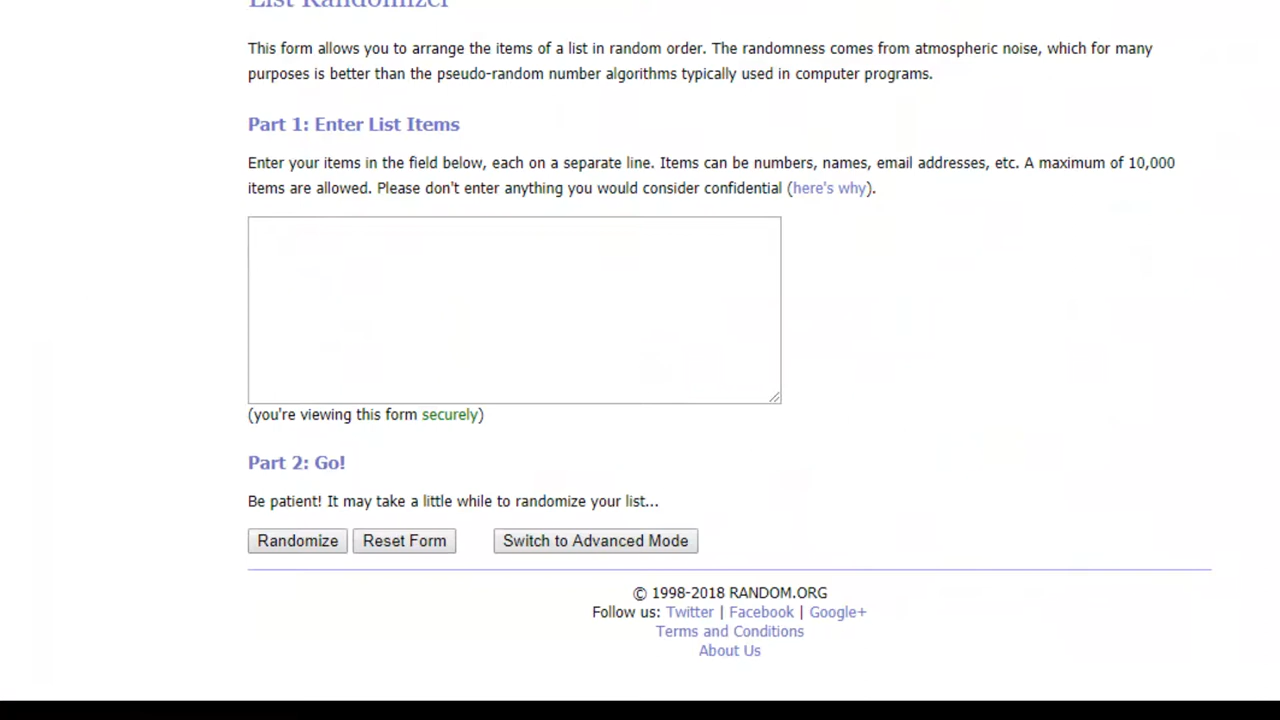 List Randomizer
This form allows you to arrange the items of a list in random order. The randomness comes from atmospheric noise, which for many
purposes is better than the pseudo-random number algorithms typically used in computer programs.
Part 1: Enter List Items
Enter your items in the field below, each on a separate line. Items can be numbers, names, email addresses, etc. A maximum of 10,000
items are allowed. Please don't enter anything you would consider confidential (here's why).
(you're viewing this form securely)
Part 2: Go!
Be patient! It may take a little while to randomize your list...
Randomize Reset Form Switch to Advanced Mode
© 1998-2018 RANDOM.ORG
Follow us: Twitter | Facebook | Google+
Terms and Conditions
About Us